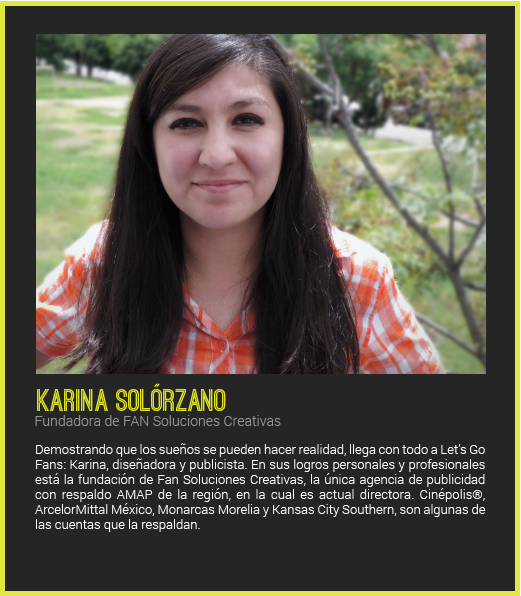 KARINA SOLÓRZANO
Fundadora de FAN Soluciones Creativas
Demostrando que los sueños se pueden hacer realidad, llega con todo a Let's Go
Fans: Karina, diseñadora y publicista. En sus logros personales y profesionales
está la fundación de Fan Soluciones Creativas, la única agencia de publicidad
con respaldo AMAP de la región, en la cual es actual directora. Cinépolis®,
ArcelorMittal México, Monarcas Morelia y Kansas City Southern, son algunas de
las cuentas que la respaldan.